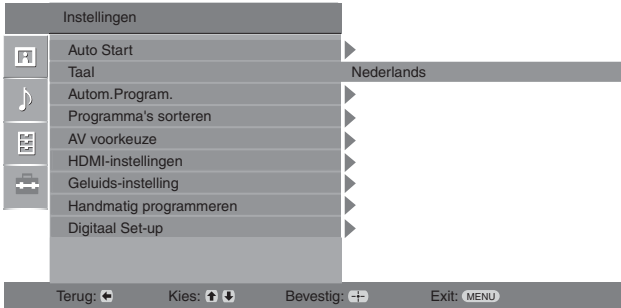 Instellingen
Auto Start
Taal Nederlands
Autom.Program.
Programma's sorteren
AV voorkeuze
HDMI-instellingen
Geluids-instelling
Handmatig programmeren
Digitaal Set-up
Terug: Kies: Bevestig: Exit: MENU